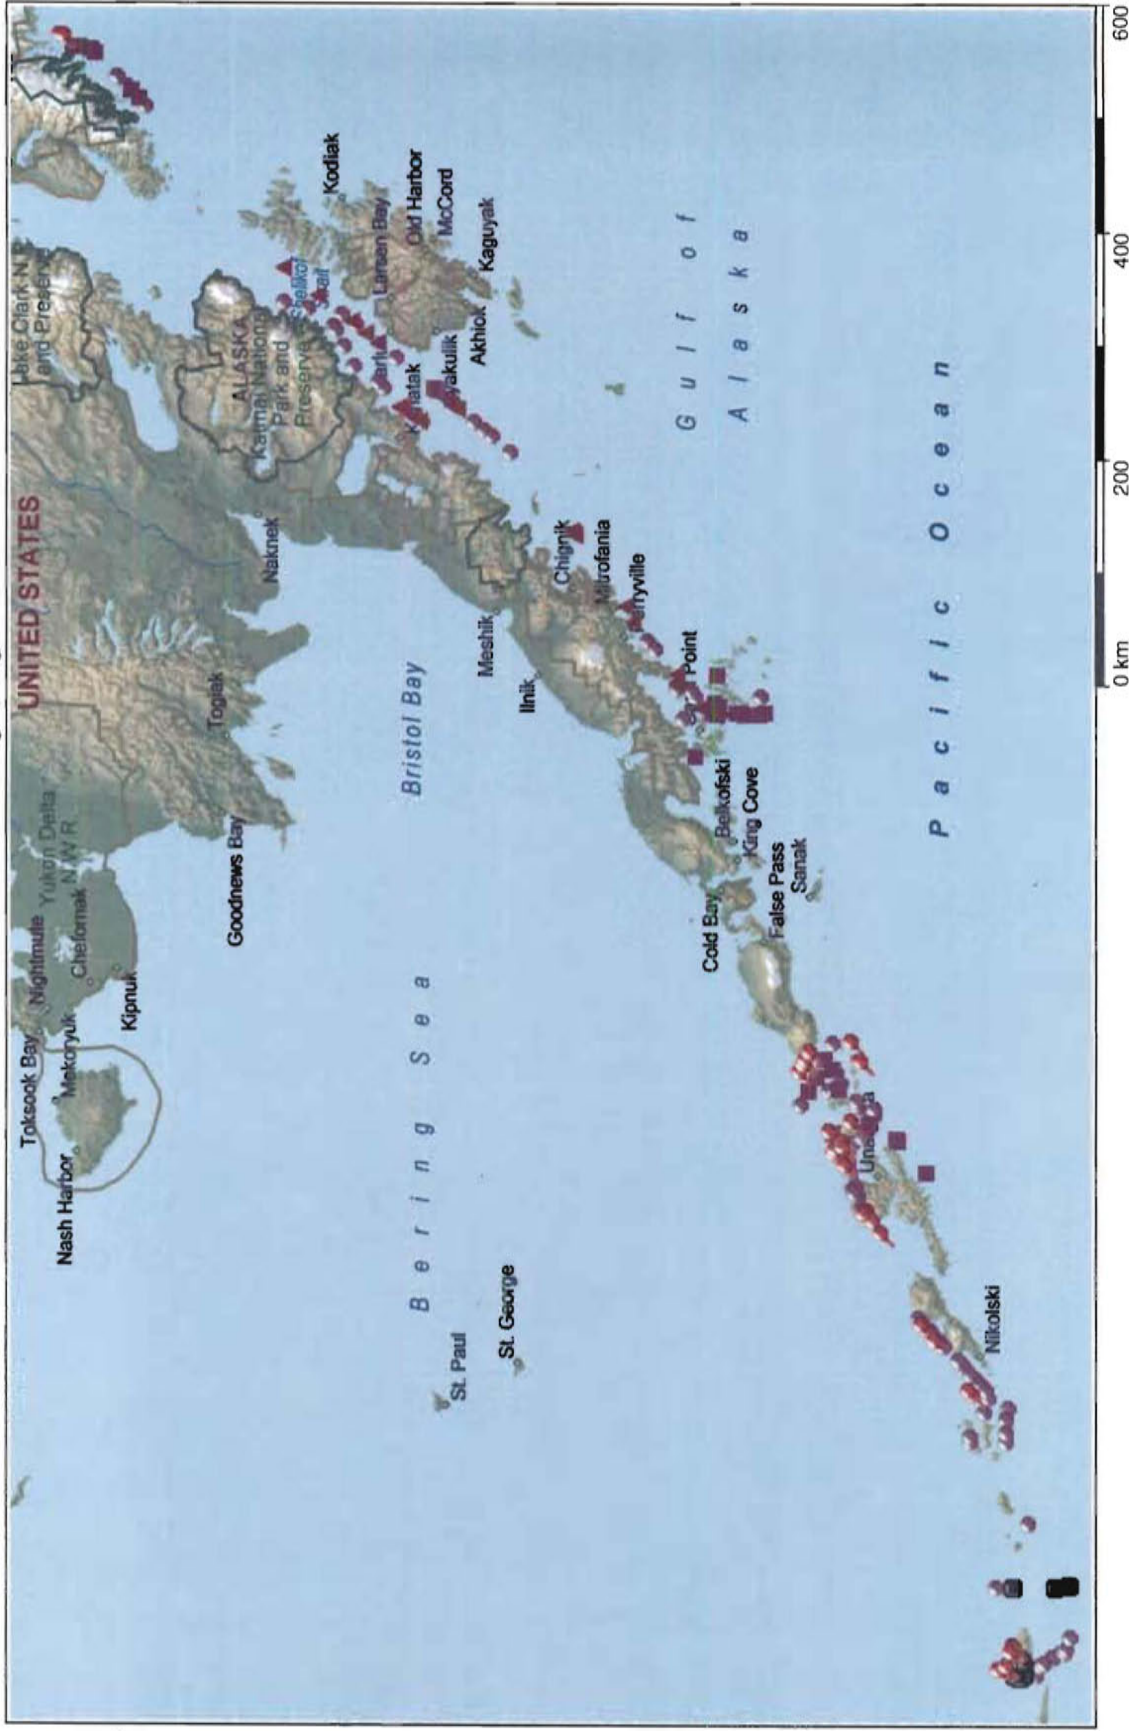 UNITED STATES
Lake Clark N P
and Preserve
Toksook Bay
Nightmute
Yukon Delta
N W R
Chefornak
Mekoryuk
Nash Harbor
Kipnuk
Togiak
Goodnews Bay
Naknek
ALASKA
Katmai National
Park and
Preserve
Shelikof
Strait
Kodiak
Larsen Bay
Old Harbor
McCord
Kaguyak
Akhiok
Bristol Bay
Meshik
Ilnik
Chignik
Mitrofania
Point
Belkofski
King Cove
Cold Bay
False Pass
Sanak
Bering Sea
St. Paul
St. George
Nikolski
Gulf of
Alaska
Pacific Ocean
0 km
200
400
600